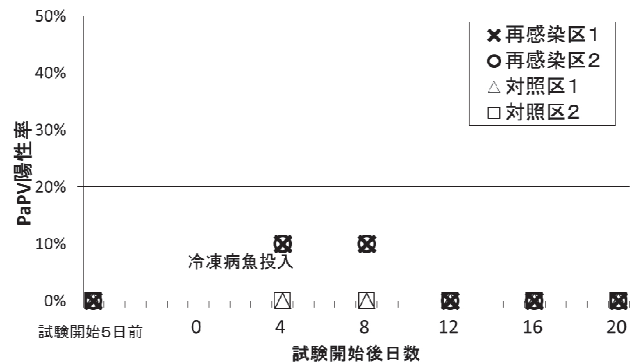 50%
40%
30%
20%
10%
0%
PaPV陽性率
再感染区1
再感染区2
対照区1
対照区2
冷凍病魚投入
試験開始5日前
0 4 8 12 16 20
試験開始後日数